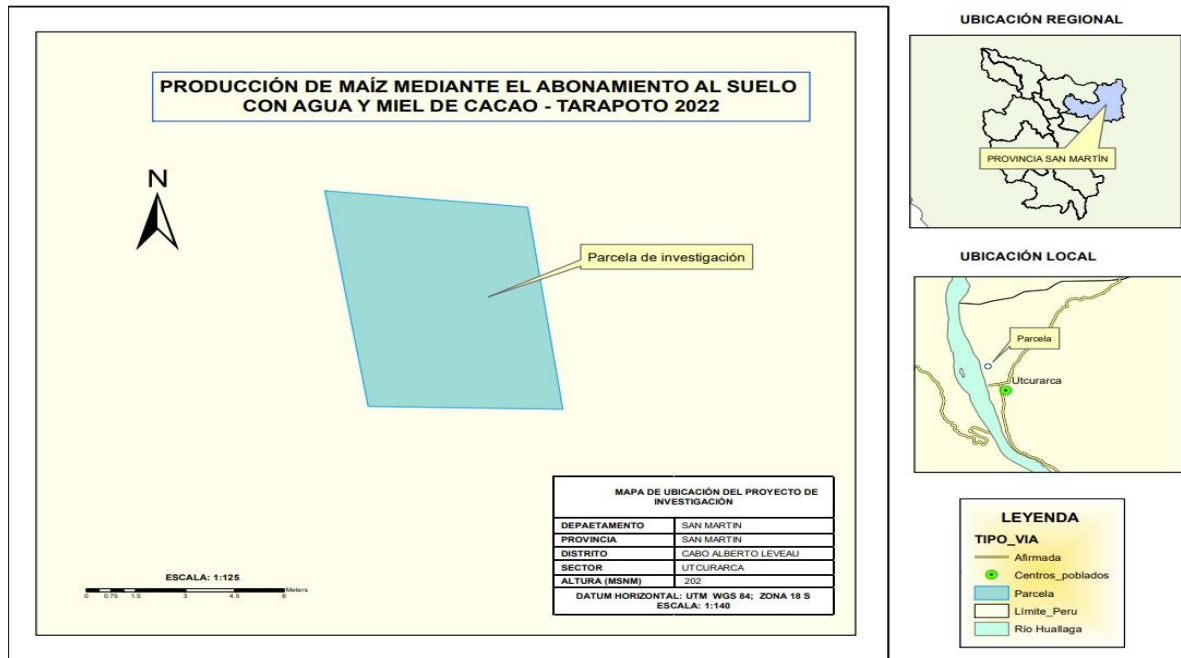 PRODUCCIÓN DE MAÍZ MEDIANTE EL ABONAMIENTO AL SUELO
CON AGUA Y MIEL DE CACAO - TARAPOTO 2022
N
Parcela de investigación
MAPA DE UBICACIÓN DEL PROYECTO DE
INVESTIGACIÓN
DEPAETAMENTO SAN MARTIN
PROVINCIA SAN MARTIN
DISTRITO CABO ALBERTO LEVEAU
SECTOR UTCURARCA
ALTURA (MSNM) 202
DATUM HORIZONTAL: UTM WGS 84; ZONA 18 S
ESCALA: 1:140
ESCALA: 1:125
Meters
0 0.75 1.5 3 4.5 6
UBICACIÓN REGIONAL
PROVINCIA SAN MARTÍN
UBICACIÓN LOCAL
Parcela
Utcurarca
LEYENDA
TIPO_VIA
Afirmada
Centros_poblados
Parcela
Límite_Peru
Río Huallaga